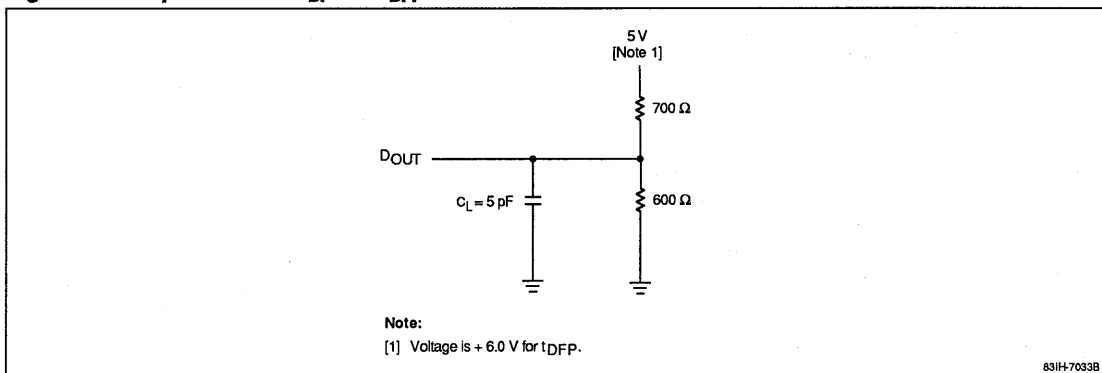 5 V
[Note 1]
700 Ω
DOUT
CL = 5 pF
600 Ω
Note:
[1] Voltage is + 6.0 V for tDFP.
83IH-7033B